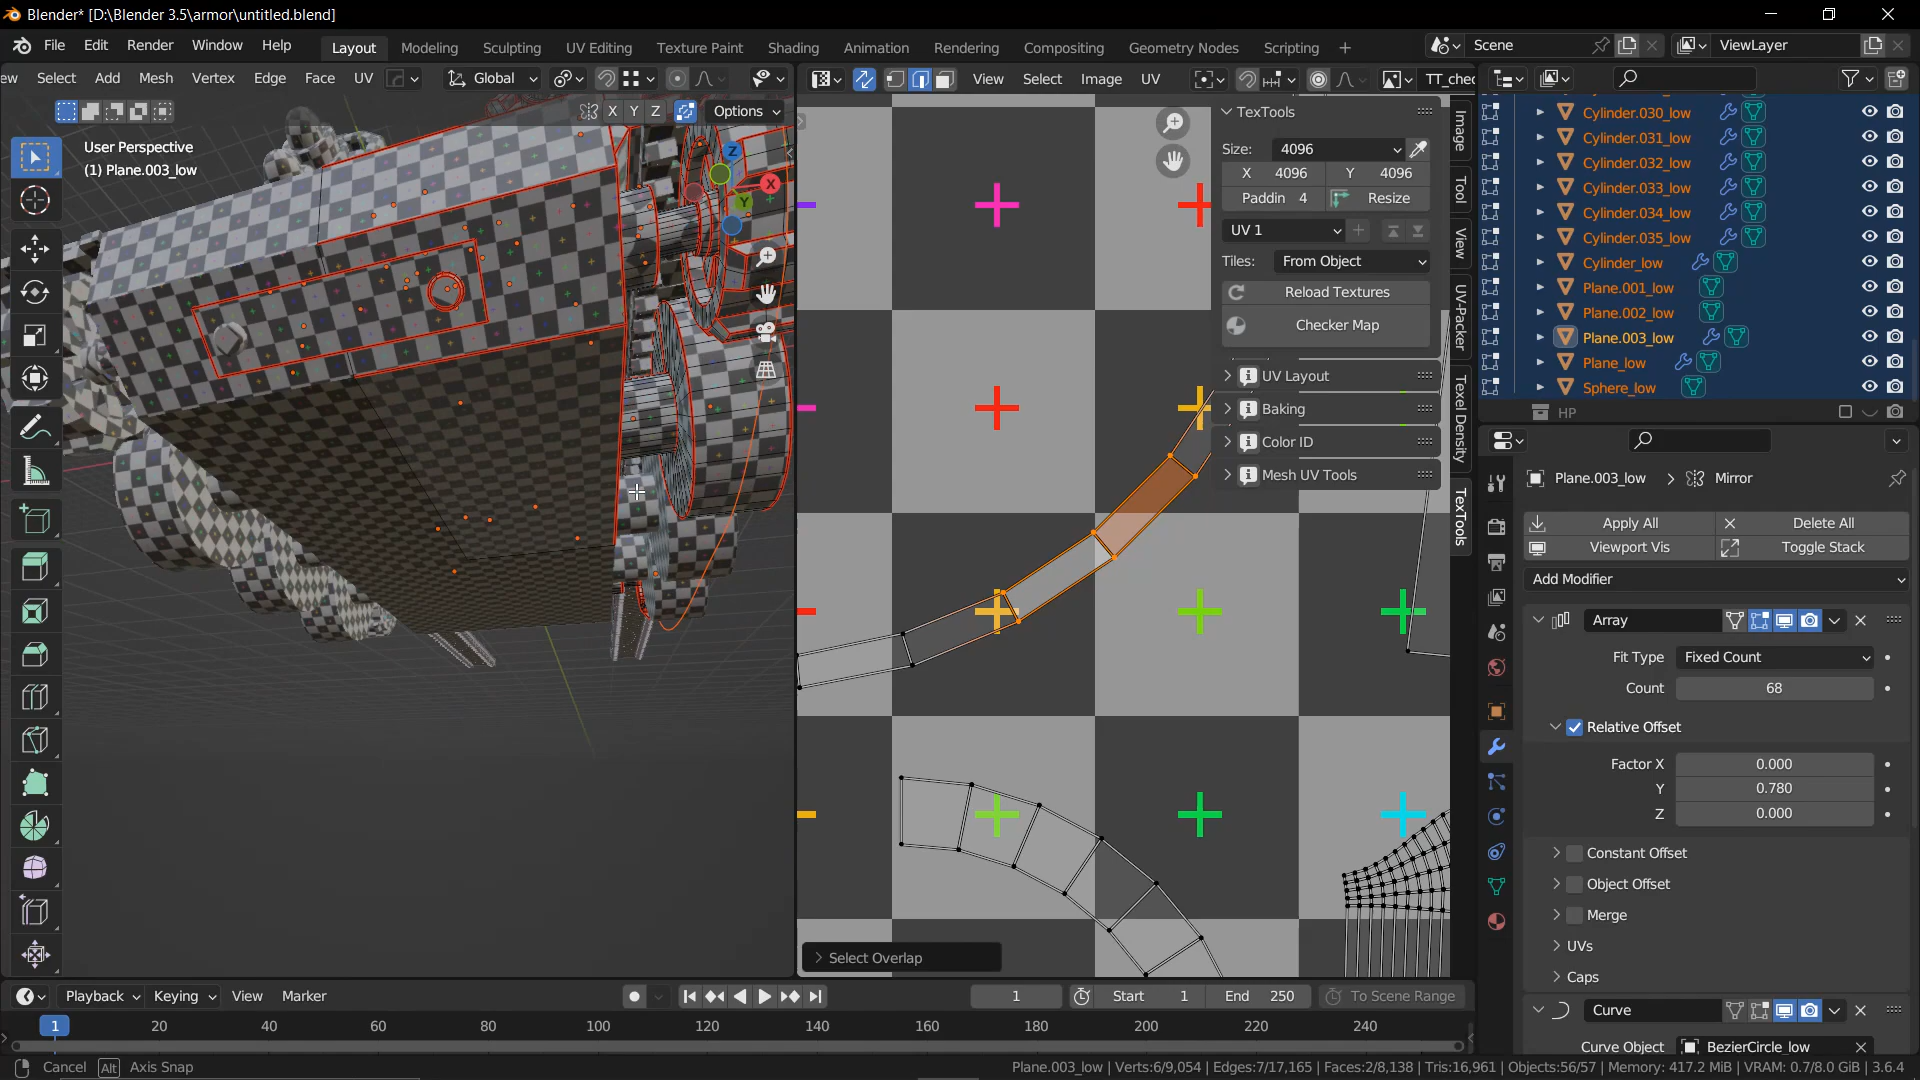 Blender* [D:\Blender 3.5\armor\untitled.blend]
File Edit Render Window Help Layout Modeling Sculpting UV Editing Texture Paint Shading Animation Rendering Compositing Geometry Nodes Scripting + Scene ViewLayer
ew Select Add Mesh Vertex Edge Face UV Global View Select Image UV TT_chec
X Y Z Options
User Perspective
(1) Plane.003_low
Z
X
Y
TexTools
Size: 4096
X 4096 Y 4096
Paddin 4 Resize
UV 1
Tiles: From Object
Reload Textures
Checker Map
UV Layout
Baking
Color ID
Mesh UV Tools
Image
Tool
View
UV-Packer
Texel Density
TexTools
Select Overlap
Cylinder.030_low
Cylinder.031_low
Cylinder.032_low
Cylinder.033_low
Cylinder.034_low
Cylinder.035_low
Cylinder_low
Plane.001_low
Plane.002_low
Plane.003_low
Plane_low
Sphere_low
HP
Plane.003_low Mirror
Apply All Delete All
Viewport Vis Toggle Stack
Add Modifier
Array
Fit Type Fixed Count
Count 68
Relative Offset
Factor X 0.000
Y 0.780
Z 0.000
Constant Offset
Object Offset
Merge
UVs
Caps
Curve
Curve Object BezierCircle_low
Playback Keying View Marker 1 Start 1 End 250 To Scene Range
1 20 40 60 80 100 120 140 160 180 200 220 240
Cancel Alt Axis Snap
Plane.003_low | Verts:6/9,054 | Edges:7/17,165 | Faces:2/8,138 | Tris:16,961 | Objects:56/57 | Memory: 417.2 MiB | VRAM: 0.7/8.0 GiB | 3.6.4